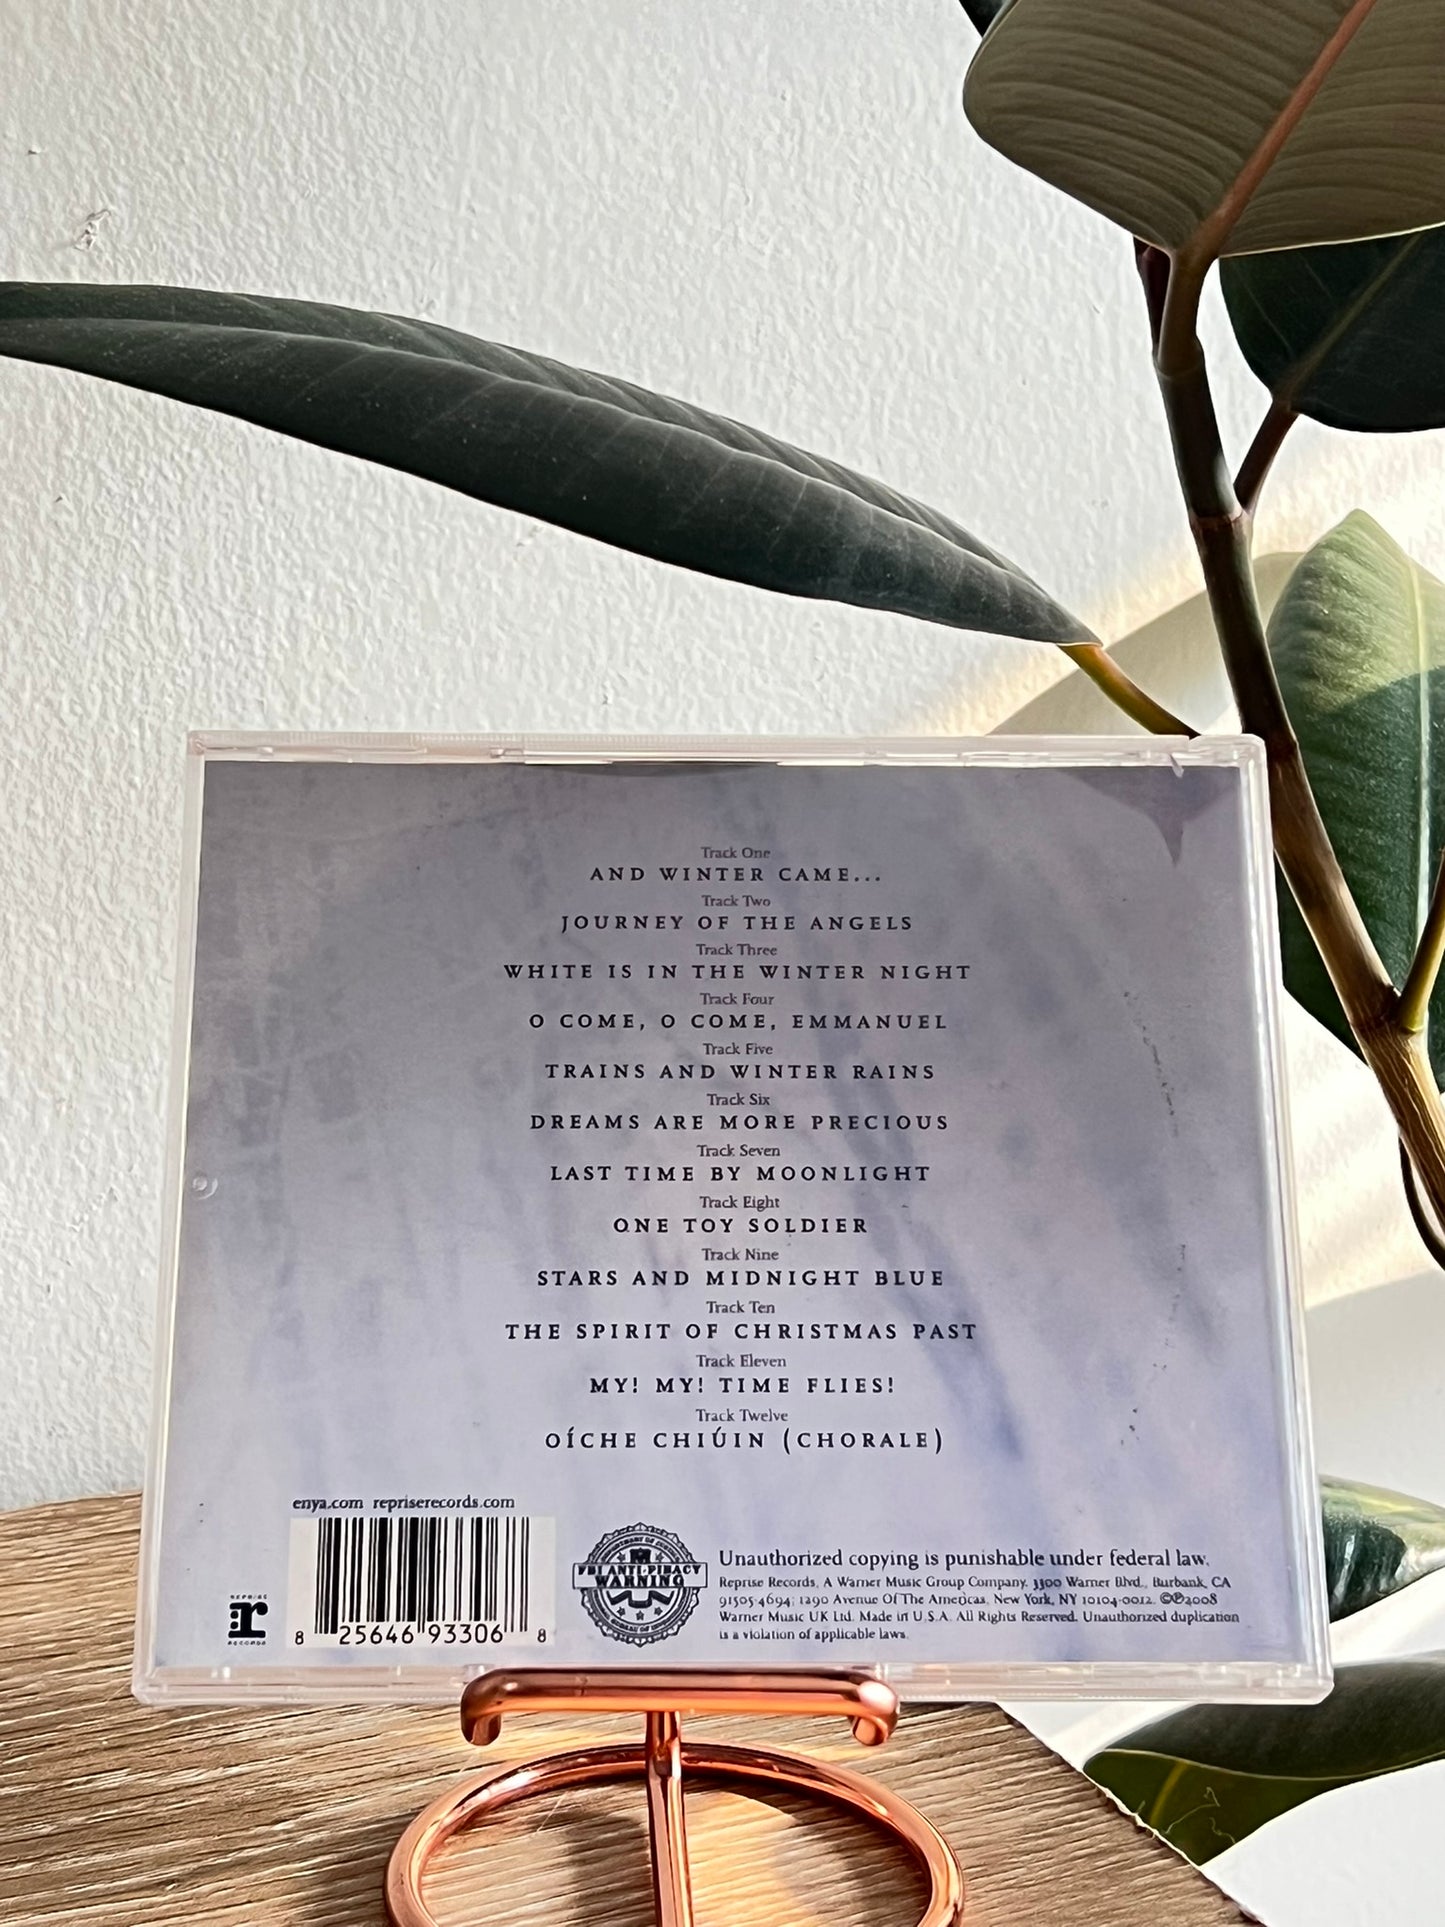 Track One
AND WINTER CAME...
Track Two
JOURNEY OF THE ANGELS
Track Three
WHITE IS IN THE WINTER NIGHT
Track Four
O COME, O COME, EMMANUEL
Track Five
TRAINS AND WINTER RAINS
Track Six
DREAMS ARE MORE PRECIOUS
Track Seven
LAST TIME BY MOONLIGHT
Track Eight
ONE TOY SOLDIER
Track Nine
STARS AND MIDNIGHT BLUE
Track Ten
THE SPIRIT OF CHRISTMAS PAST
Track Eleven
MY! MY! TIME FLIES!
Track Twelve
OÍCHE CHIÚIN (CHORALE)
enya.com repriserecords.com
8 25646 93306 8
REPRISE
r
RECORDS
FBI ANTI-PIRACY
WARNING
Unauthorized copying is punishable under federal law.
Reprise Records, A Warner Music Group Company. 3300 Warner Blvd., Burbank, CA
91505-4694; 1290 Avenue Of The Americas, New York, NY 10104-0012. ©℗2008
Warner Music UK Ltd. Made in U.S.A. All Rights Reserved. Unauthorized duplication
is a violation of applicable laws.